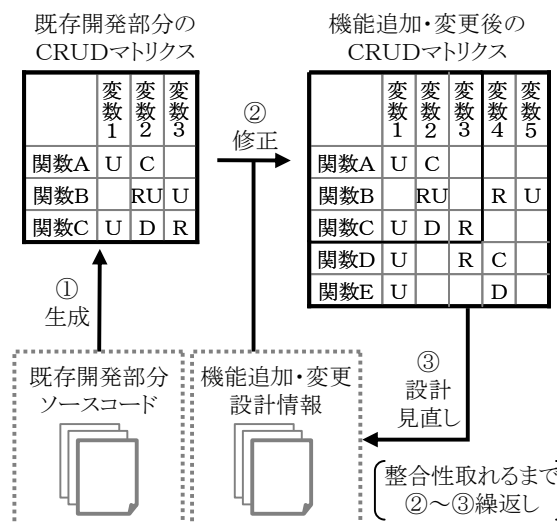 既存開発部分の
CRUDマトリクス
変数1 変数2 変数3
関数A U C
関数B RU U
関数C U D R
①
生成
既存開発部分
ソースコード
②
修正
機能追加・変更
設計情報
機能追加・変更後の
CRUDマトリクス
変数1 変数2 変数3 変数4 変数5
関数A U C
関数B RU R U
関数C U D R
関数D U R C
関数E U D
③
設計
見直し
整合性取れるまで
②～③繰返し